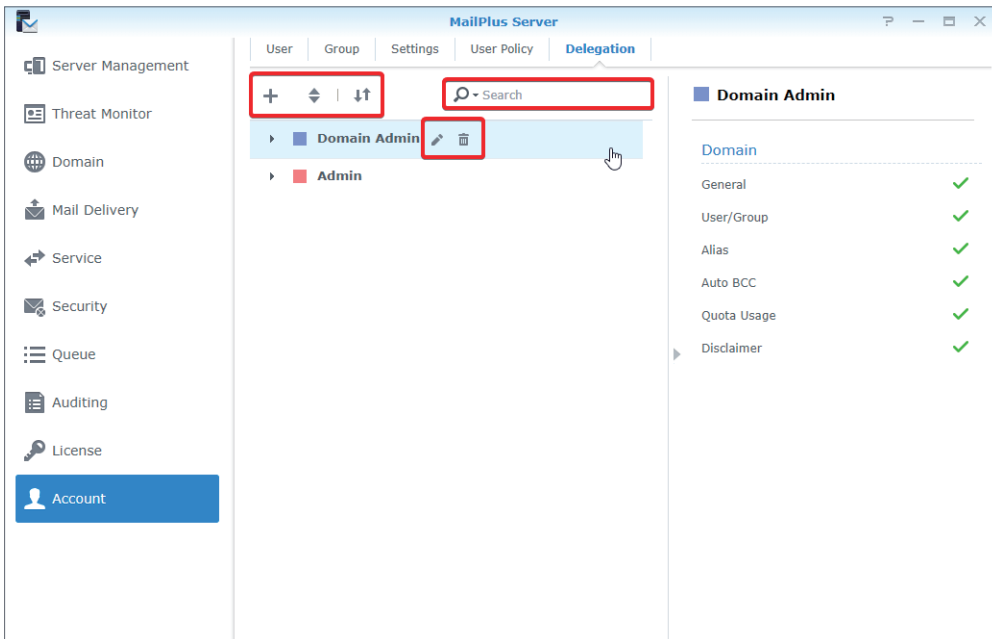 MailPlus Server
Server Management
Threat Monitor
Domain
Mail Delivery
Service
Security
Queue
Auditing
License
Account
User Group Settings User Policy Delegation
Search
Domain Admin
Admin
Domain Admin
Domain
General
User/Group
Alias
Auto BCC
Quota Usage
Disclaimer